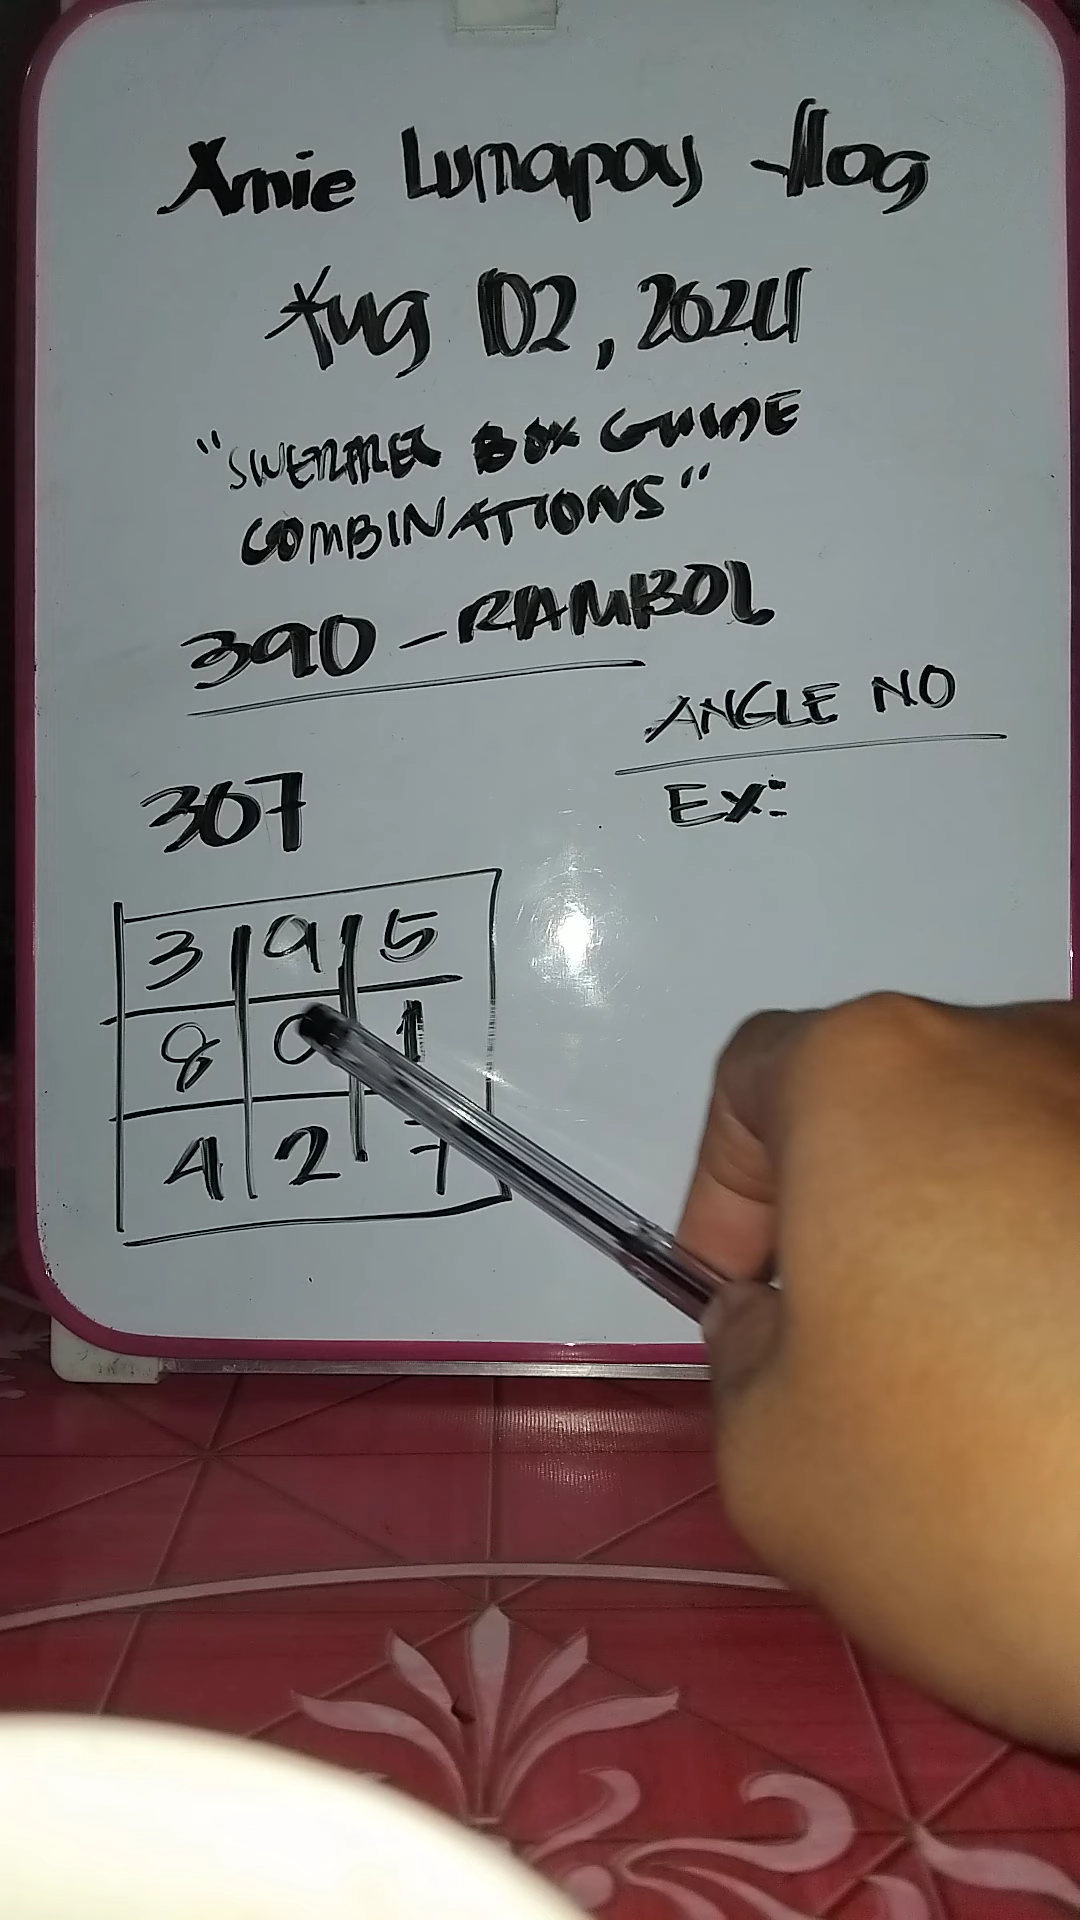 Arnie Lumapay flog
Aug 02, 2024
"SWERTRES BOX GUIDE
COMBINATIONS"
390 - RAMBOL
ANGLE NO
307
EX:
3 9 5
8 0 1
4 2 7